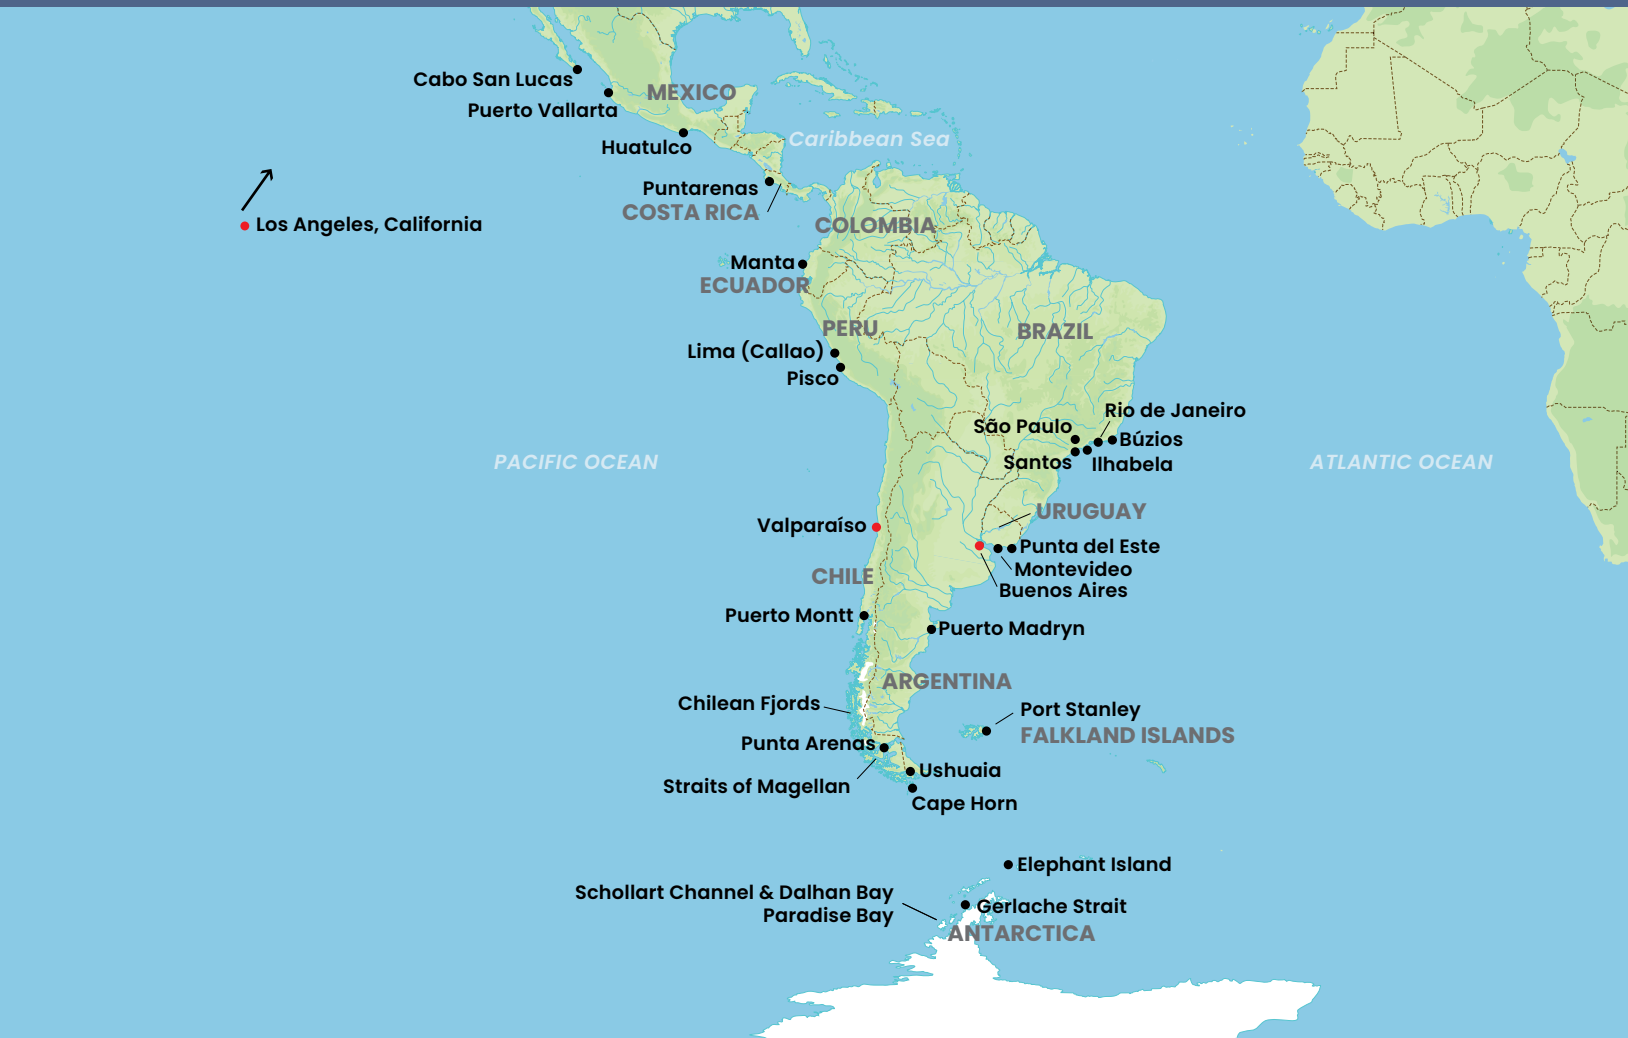 Cabo San Lucas
MEXICO
Puerto Vallarta
Caribbean Sea
Huatulco
Puntarenas
COSTA RICA
Los Angeles, California
COLOMBIA
Manta
ECUADOR
PERU
BRAZIL
Lima (Callao)
Pisco
Rio de Janeiro
São Paulo
Búzios
Santos
Ilhabela
PACIFIC OCEAN
ATLANTIC OCEAN
URUGUAY
Valparaíso
Punta del Este
Montevideo
CHILE
Buenos Aires
Puerto Montt
Puerto Madryn
ARGENTINA
Chilean Fjords
Port Stanley
FALKLAND ISLANDS
Punta Arenas
Ushuaia
Straits of Magellan
Cape Horn
Elephant Island
Schollart Channel & Dalhan Bay
Paradise Bay
Gerlache Strait
ANTARCTICA